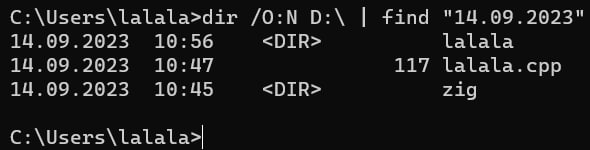 C:\Users\lalala>dir /O:N D:\ | find "14.09.2023"
14.09.2023  10:56    <DIR>          lalala
14.09.2023  10:47               117 lalala.cpp
14.09.2023  10:45    <DIR>          zig
C:\Users\lalala>